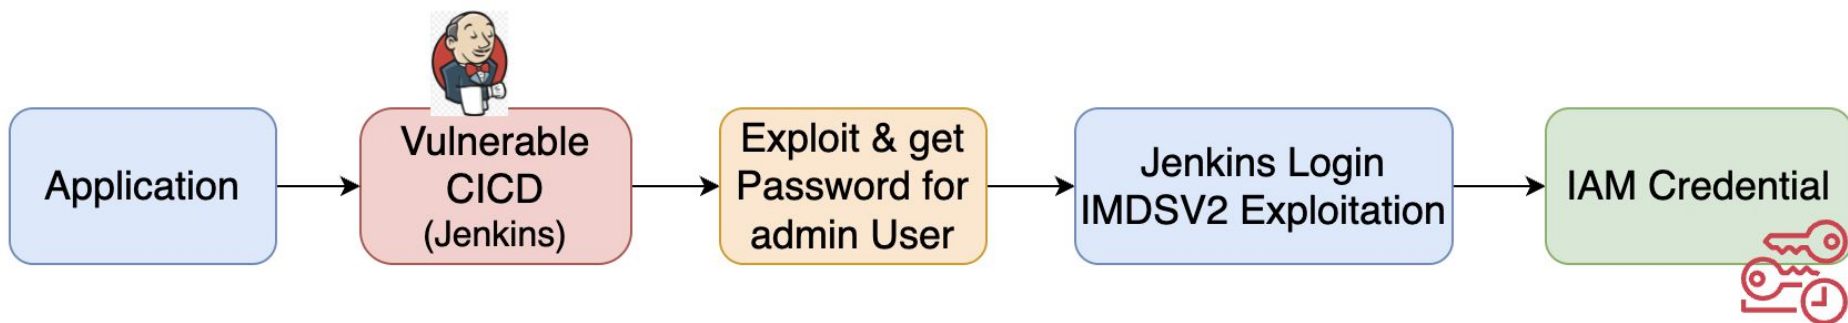 Application
Vulnerable
CICD
(Jenkins)
Exploit & get
Password for
admin User
Jenkins Login
IMDSV2 Exploitation
IAM Credential